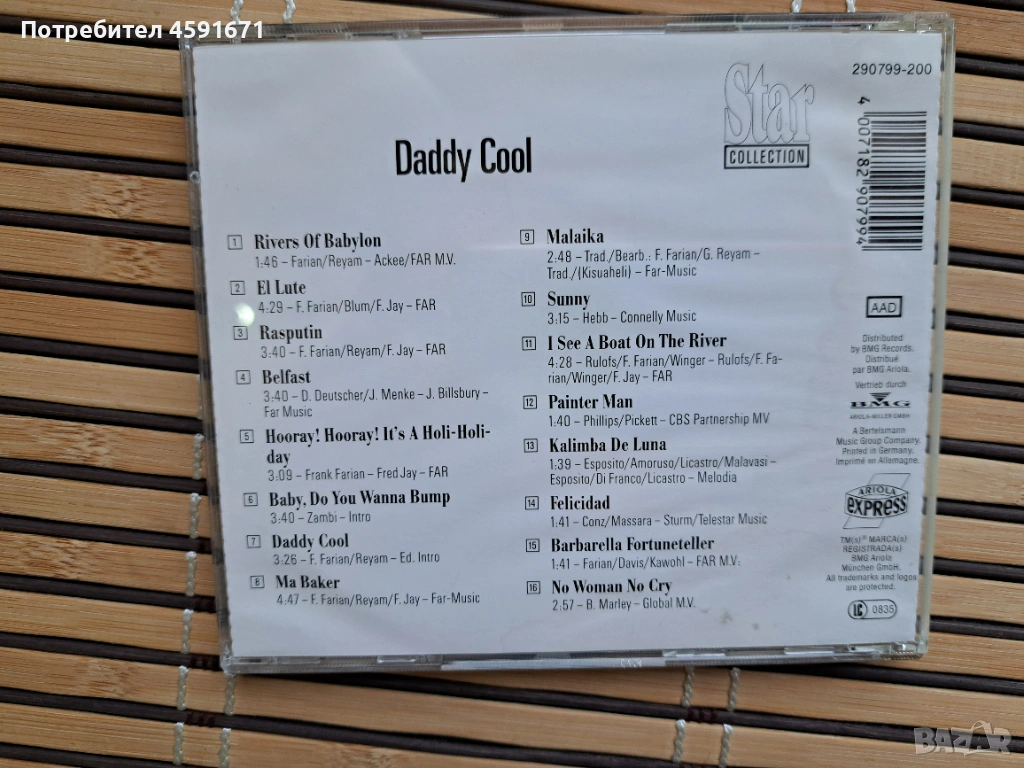 Потребител 4591671
290799-200
Star
COLLECTION
4 007182 907994
Daddy Cool
1 Rivers Of Babylon
1:46 – Farian/Reyam – Ackee/FAR M.V.
2 El Lute
4:29 – F. Farian/Blum/F. Jay – FAR
3 Rasputin
3:40 – F. Farian/Reyam/F. Jay – FAR
4 Belfast
3:40 – D. Deutscher/J. Menke – J. Billsbury –
Far Music
5 Hooray! Hooray! It's A Holi-Holi-
day
3:09 – Frank Farian – Fred Jay – FAR
6 Baby, Do You Wanna Bump
3:40 – Zambi – Intro
7 Daddy Cool
3:26 – F. Farian/Reyam – Ed. Intro
8 Ma Baker
4:47 – F. Farian/Reyam/F. Jay – Far-Music
9 Malaika
2:48 – Trad./Bearb.: F. Farian/G. Reyam –
Trad./(Kisuaheli) – Far-Music
10 Sunny
3:15 – Hebb – Connelly Music
11 I See A Boat On The River
4:28 – Rulofs/F. Farian/Winger – Rulofs/F. Fa-
rian/Winger/F. Jay – FAR
12 Painter Man
1:40 – Phillips/Pickett – CBS Partnership MV
13 Kalimba De Luna
1:39 – Esposito/Amoruso/Licastro/Malavasi –
Esposito/Di Franco/Licastro – Melodia
14 Felicidad
1:41 – Conz/Massara – Sturm/Telestar Music
15 Barbarella Fortuneteller
1:41 – Farian/Davis/Kawohl – FAR M.V.
16 No Woman No Cry
2:57 – B. Marley – Global M.V.
AAD
Distributed
by BMG Records.
Distribué
par BMG Ariola.
Vertrieb durch
BMG
ARIOLA-MILLER GMBH
A Bertelsmann
Music Group Company.
Printed in Germany.
Imprimé en Allemagne.
ARIOLA
eXPRESS
TM(s)® MARCA(s)
REGISTRADA(s)
BMG Ariola
München GmbH.
All trademarks and logos
are protected.
LC 0835
BAZAR